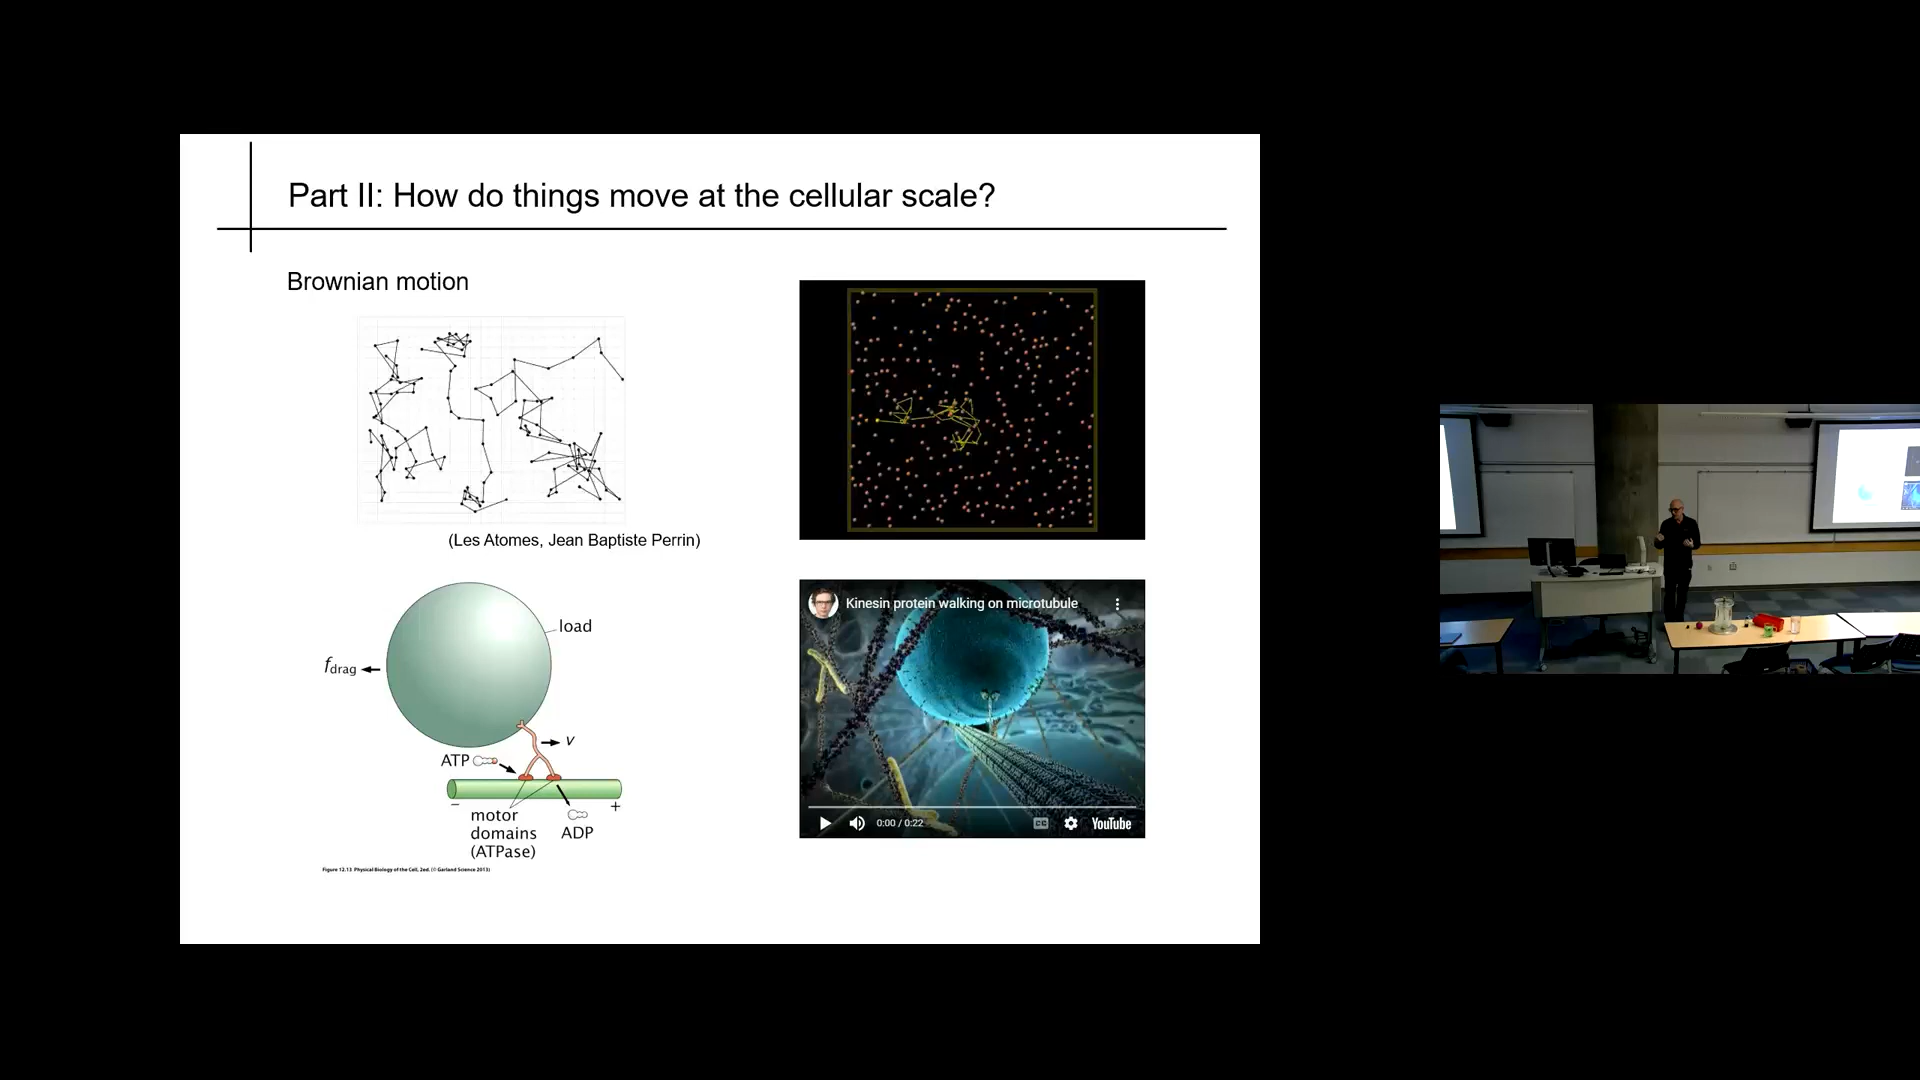 Part II: How do things move at the cellular scale?
Brownian motion
(Les Atomes, Jean Baptiste Perrin)
load
fdrag
v
ATP
−
+
motor
domains
(ATPase)
ADP
Figure 12.13 Physical Biology of the Cell, 2ed. (© Garland Science 2013)
Kinesin protein walking on microtubule
0:00 / 0:22
CC
YouTube